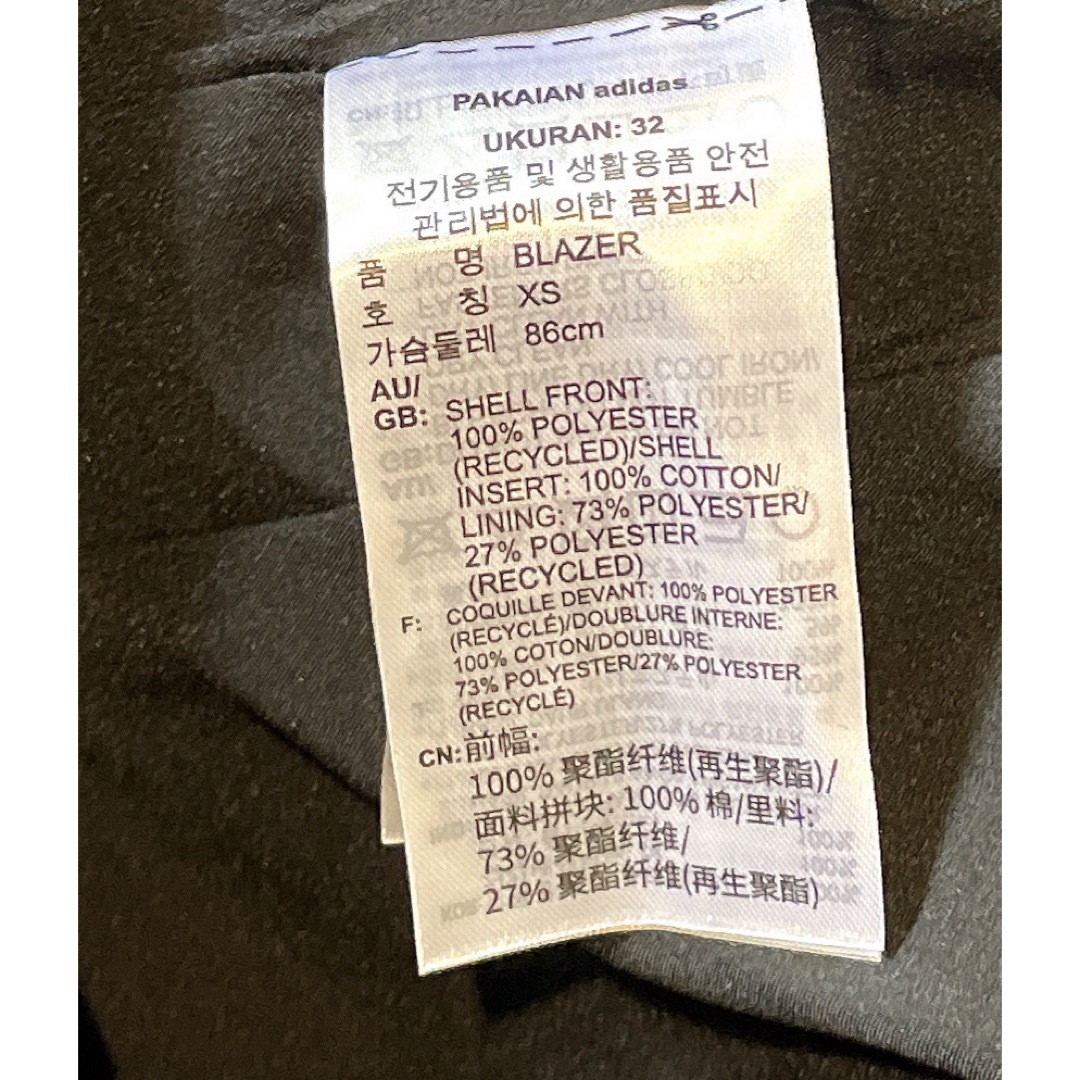 PAKAIAN adidas
UKURAN: 32
전기용품 및 생활용품 안전
관리법에 의한 품질표시
품 명 BLAZER
호 칭 XS
가슴둘레 86cm
AU/
GB: SHELL FRONT:
100% POLYESTER
(RECYCLED)/SHELL
INSERT: 100% COTTON/
LINING: 73% POLYESTER/
27% POLYESTER
(RECYCLED)
F: COQUILLE DEVANT: 100% POLYESTER
(RECYCLÉ)/DOUBLURE INTERNE:
100% COTON/DOUBLURE:
73% POLYESTER/27% POLYESTER
(RECYCLÉ)
CN: 前幅:
100% 聚酯纤维(再生聚酯)/
面料拼块: 100% 棉/里料:
73% 聚酯纤维/
27% 聚酯纤维(再生聚酯)